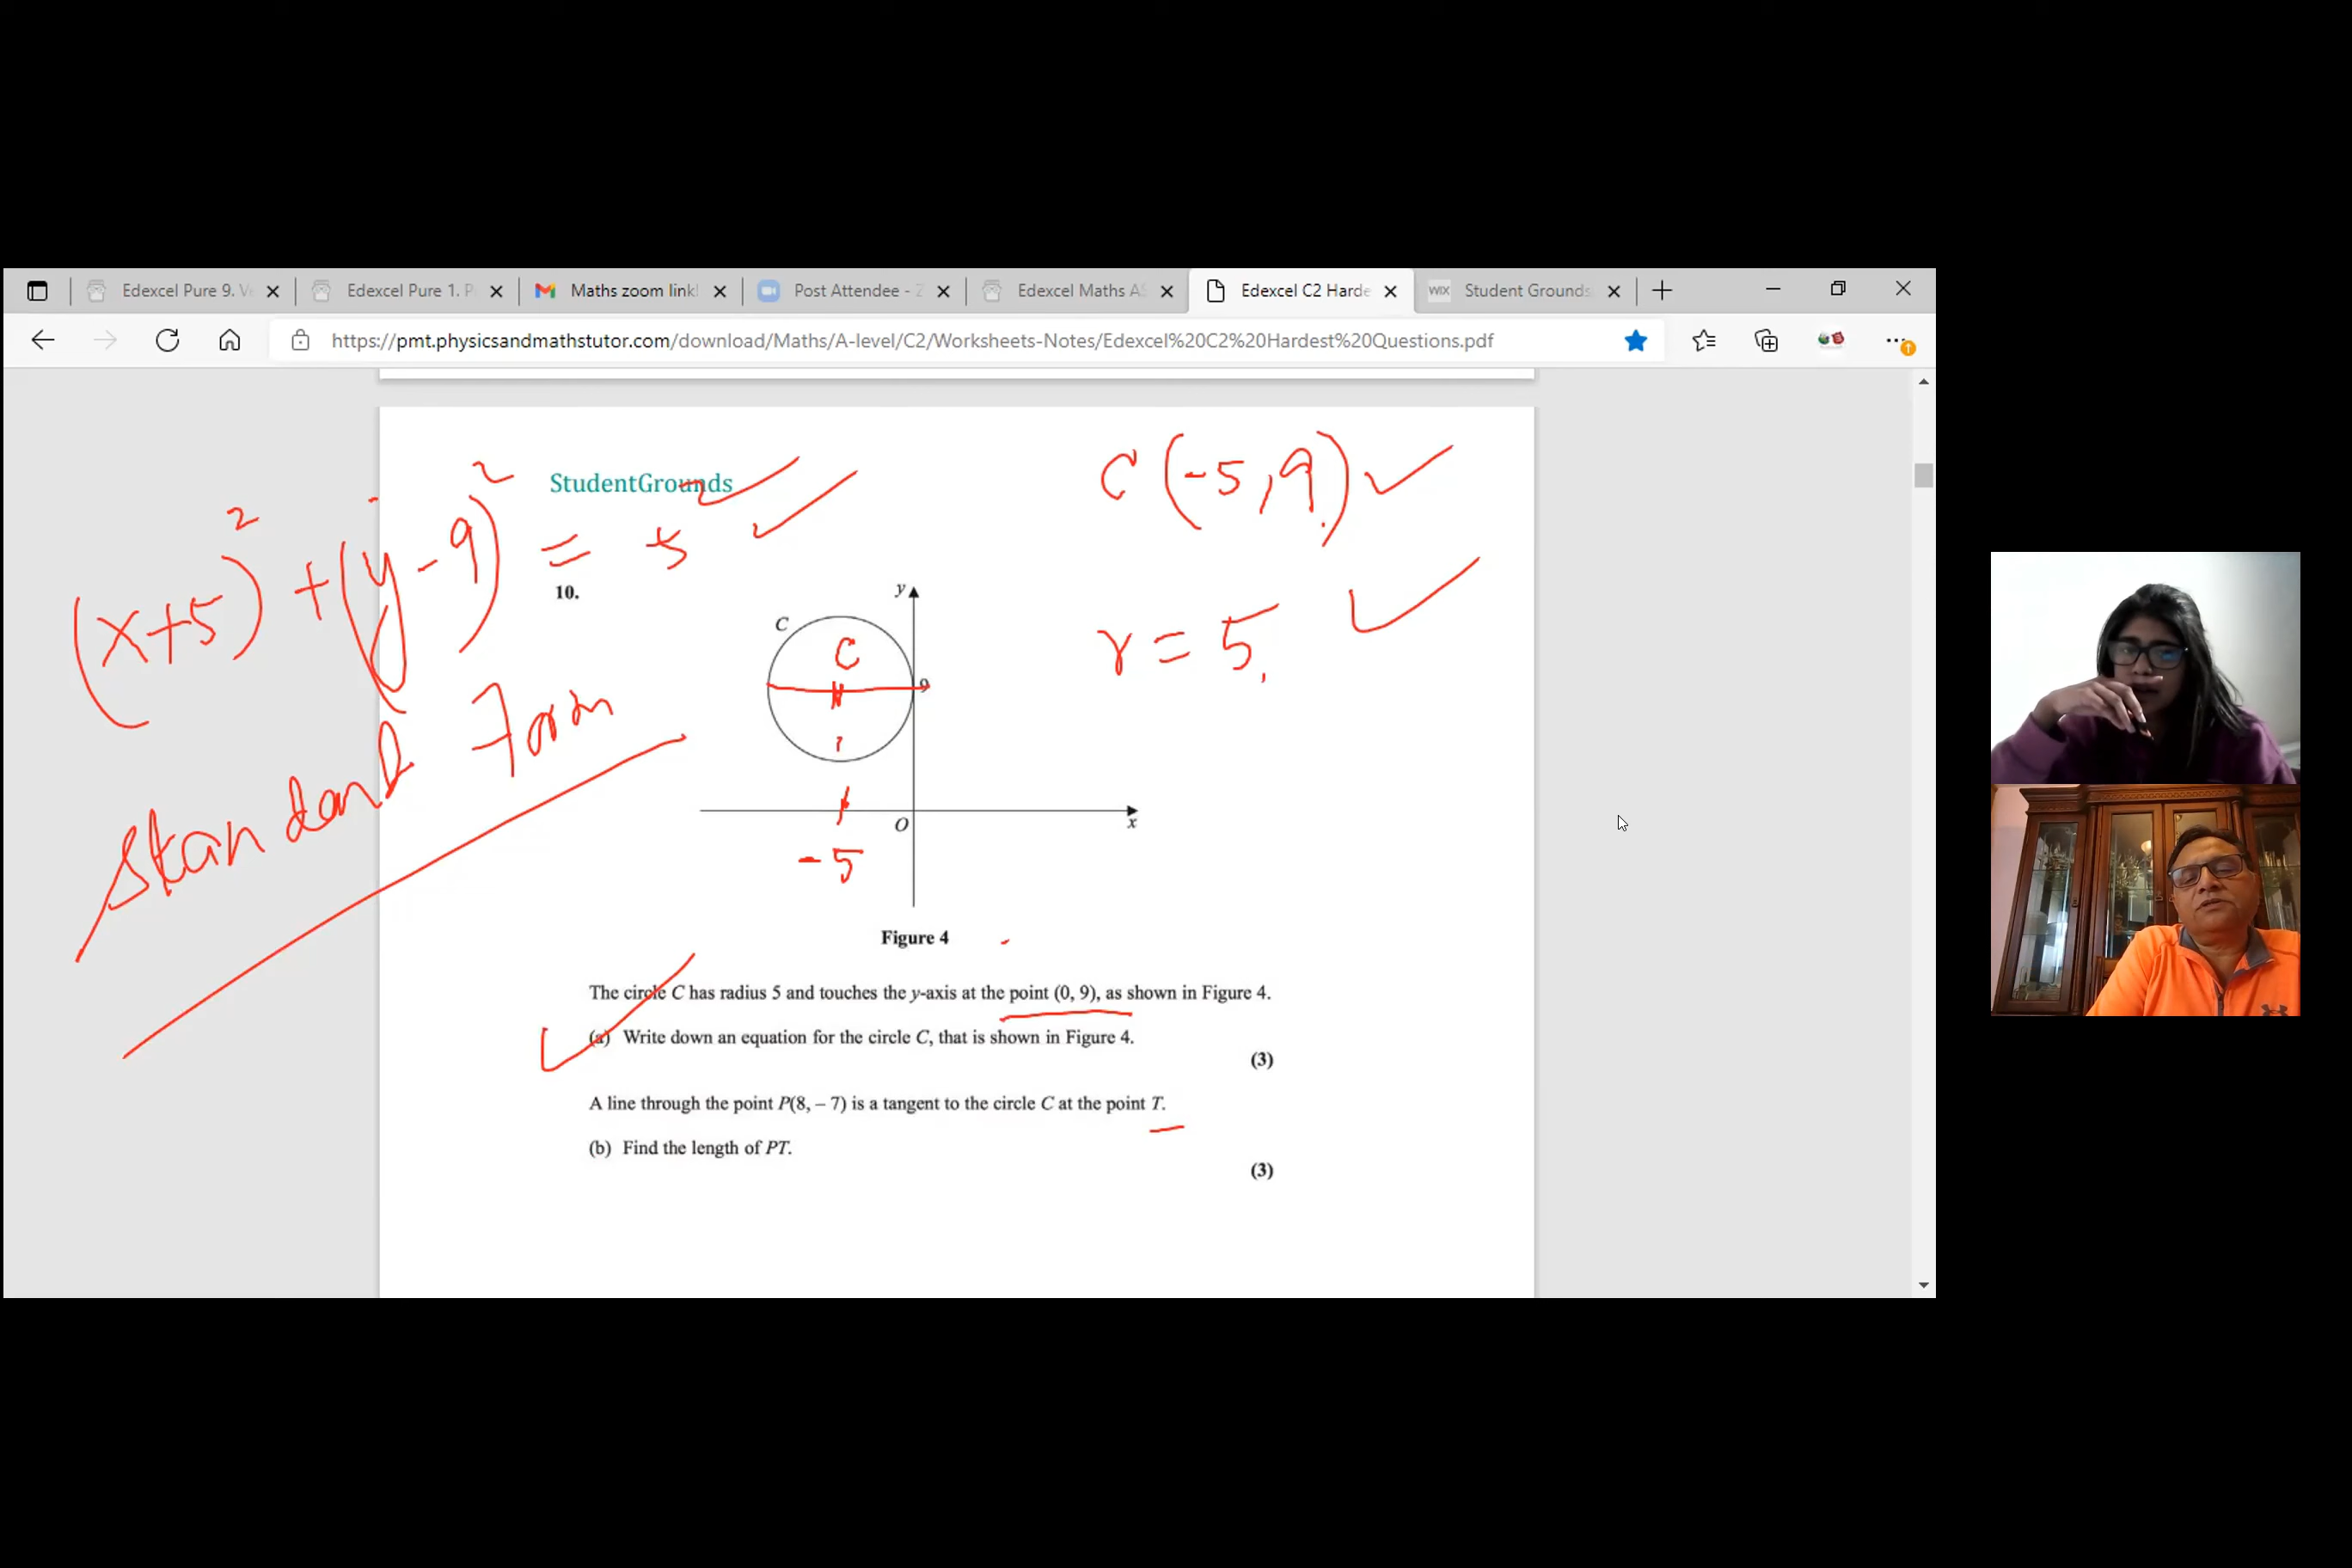 Edexcel Pure 9. V
Edexcel Pure 1. P
Maths zoom link
Post Attendee - Z
Edexcel Maths AS
Edexcel C2 Harde
WIX Student Grounds
https://pmt.physicsandmathstutor.com/download/Maths/A-level/C2/Worksheets-Notes/Edexcel%20C2%20Hardest%20Questions.pdf
StudentGrounds
C (-5, 9)
(x+5)² + (y-9)² = 5²
r = 5
10.
y
C
C
9
O
x
-5
Standard Form
Figure 4
The circle C has radius 5 and touches the y-axis at the point (0, 9), as shown in Figure 4.
(a) Write down an equation for the circle C, that is shown in Figure 4.
(3)
A line through the point P(8, – 7) is a tangent to the circle C at the point T.
(b) Find the length of PT.
(3)